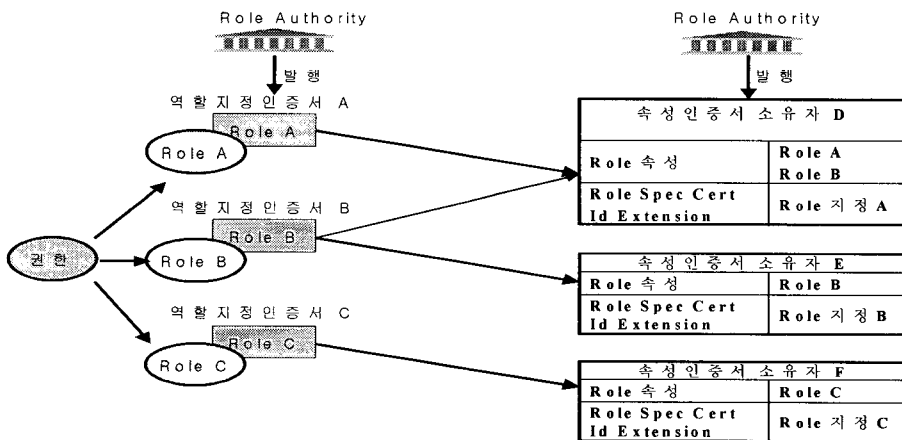 Role Authority
발행
역할지정인증서 A
Role A
Role A
역할지정인증서 B
Role B
Role B
권한
역할지정인증서 C
Role C
Role C
Role Authority
발행
속성인증서 소유자 D
Role 속성
Role A
Role B
Role Spec Cert
Id Extension
Role 지정 A
속성인증서 소유자 E
Role 속성
Role B
Role Spec Cert
Id Extension
Role 지정 B
속성인증서 소유자 F
Role 속성
Role C
Role Spec Cert
Id Extension
Role 지정 C